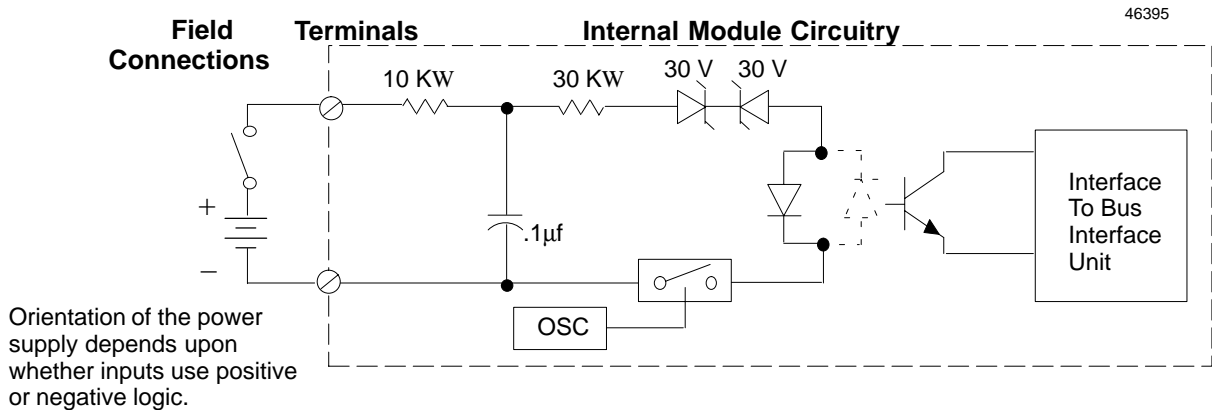 46395
Field
Connections
Terminals
Internal Module Circuitry
10 KW
30 KW
30 V
30 V
+
−
.1μf
OSC
Interface
To Bus
Interface
Unit
Orientation of the power
supply depends upon
whether inputs use positive
or negative logic.